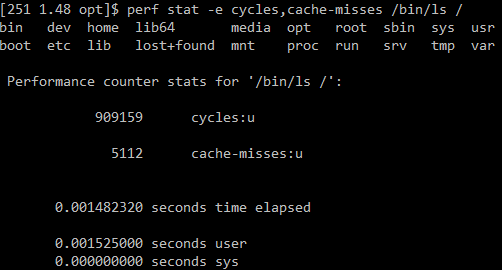 [251 1.48 opt]$ perf stat -e cycles,cache-misses /bin/ls /
bin   dev  home  lib64       media  opt   root  sbin  sys  usr
boot  etc  lib   lost+found  mnt    proc  run   srv   tmp  var
Performance counter stats for '/bin/ls /':
909159      cycles:u
5112      cache-misses:u
0.001482320 seconds time elapsed
0.001525000 seconds user
0.000000000 seconds sys